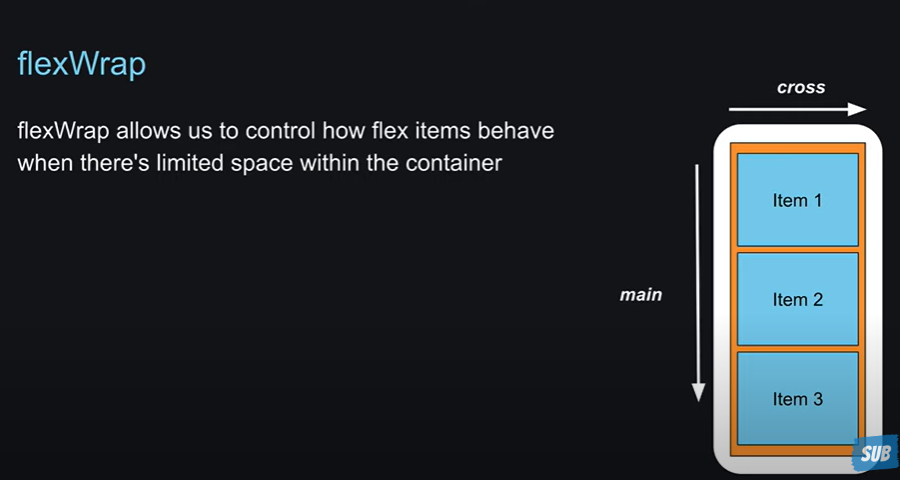 flexWrap
flexWrap allows us to control how flex items behave
when there's limited space within the container
cross
main
Item 1
Item 2
Item 3
SUB